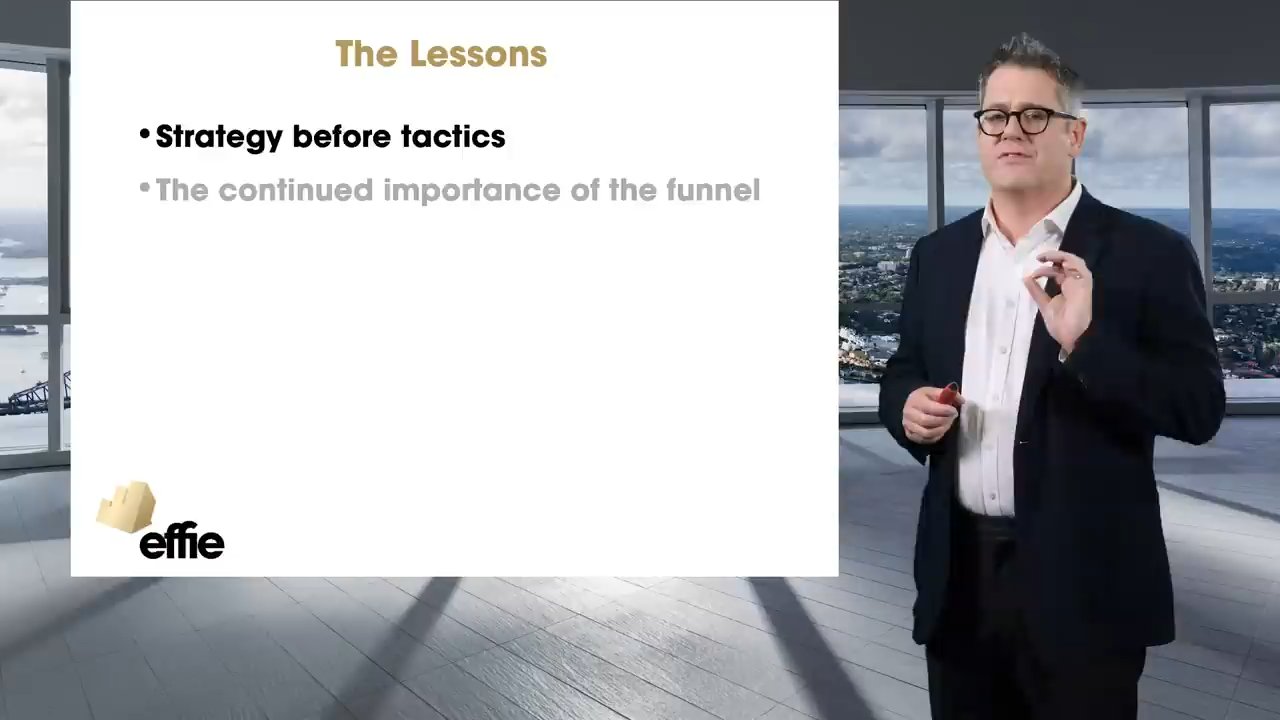 The Lessons
•Strategy before tactics
•The continued importance of the funnel
effie